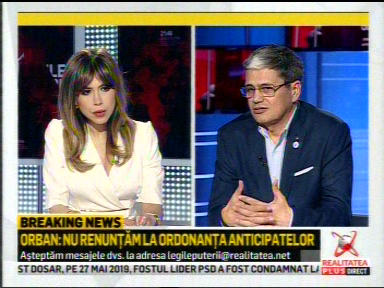 BREAKING NEWS
ORBAN: NU RENUNȚĂM LA ORDONANȚA ANTICIPATELOR
Așteptăm mesajele dvs. la adresa legileputerii@realitatea.net
ST DOSAR, PE 27 MAI 2019, FOSTUL LIDER PSD A FOST CONDAMNAT LA
REALITATEA
PLUS DIRECT